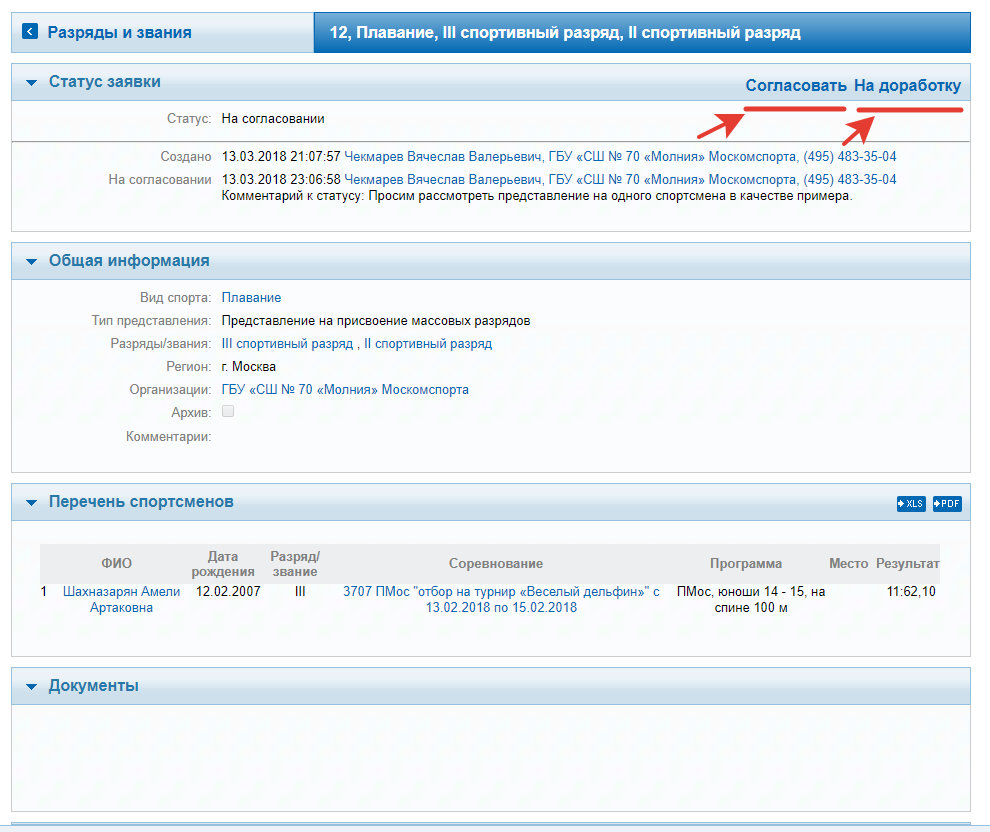 Разряды и звания
12, Плавание, III спортивный разряд, II спортивный разряд
Статус заявки
Согласовать На доработку
Статус: На согласовании
Создано 13.03.2018 21:07:57 Чекмарев Вячеслав Валерьевич, ГБУ «СШ № 70 «Молния» Москомспорта, (495) 483-35-04
На согласовании 13.03.2018 23:06:58 Чекмарев Вячеслав Валерьевич, ГБУ «СШ № 70 «Молния» Москомспорта, (495) 483-35-04
Комментарий к статусу: Просим рассмотреть представление на одного спортсмена в качестве примера.
Общая информация
Вид спорта: Плавание
Тип представления: Представление на присвоение массовых разрядов
Разряды/звания: III спортивный разряд , II спортивный разряд
Регион: г. Москва
Организации: ГБУ «СШ № 70 «Молния» Москомспорта
Архив:
Комментарии:
Перечень спортсменов
XLS PDF
ФИО Дата рождения Разряд/ звание Соревнование Программа Место Результат
1 Шахназарян Амели Артаковна 12.02.2007 III 3707 ПМос "отбор на турнир «Веселый дельфин»" с 13.02.2018 по 15.02.2018 ПМос, юноши 14 - 15, на спине 100 м 11:62,10
Документы